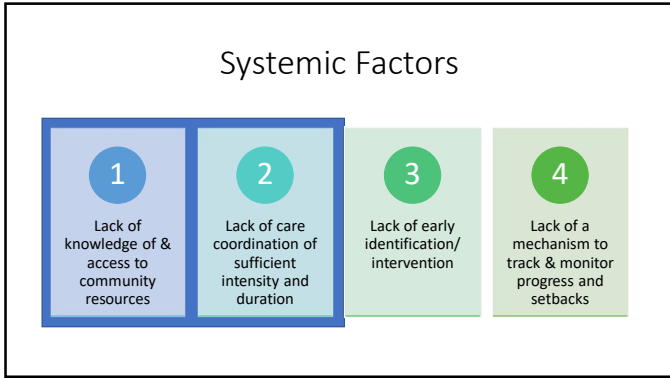 Systemic Factors
1
Lack of
knowledge of &
access to
community
resources
2
Lack of care
coordination of
sufficient
intensity and
duration
3
Lack of early
identification/
intervention
4
Lack of a
mechanism to
track & monitor
progress and
setbacks